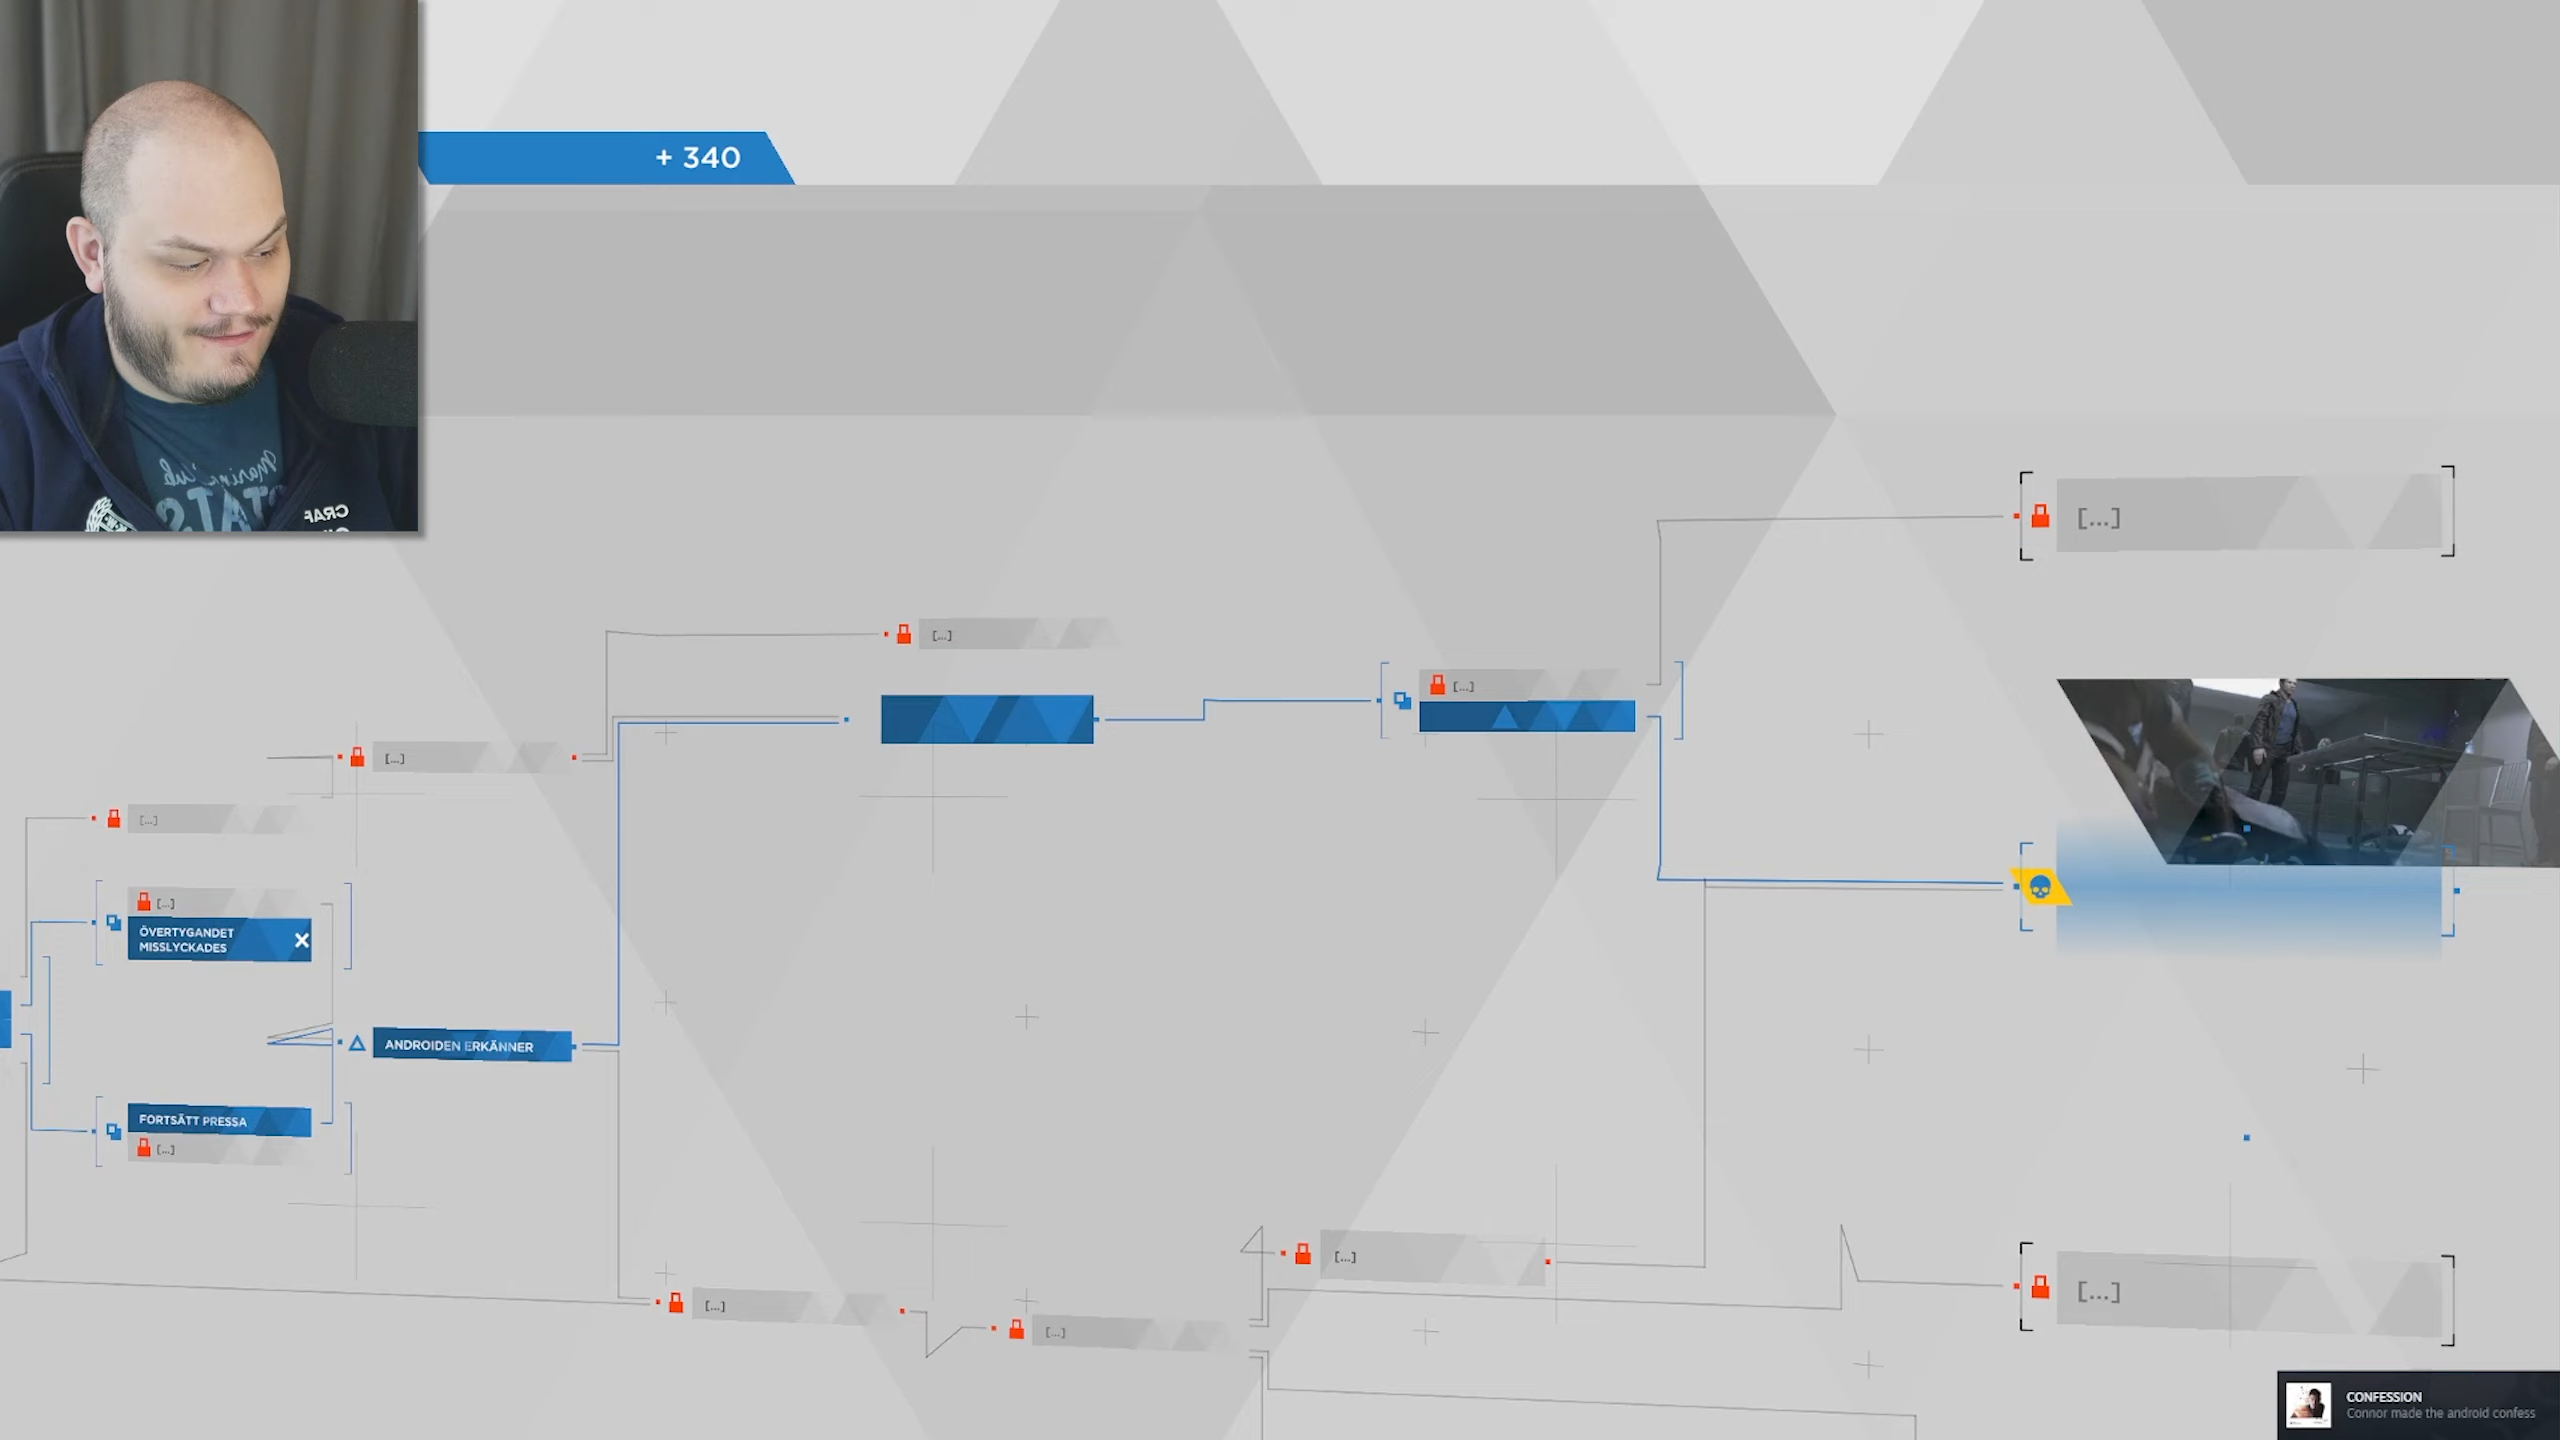 + 340
[...]
[...]
[...]
[...]
[...]
[...]
ÖVERTYGANDET
MISSLYCKADES
ANDROIDEN ERKÄNNER
FORTSÄTT PRESSA
[...]
[...]
[...]
[...]
[...]
CONFESSION
Connor made the android confess